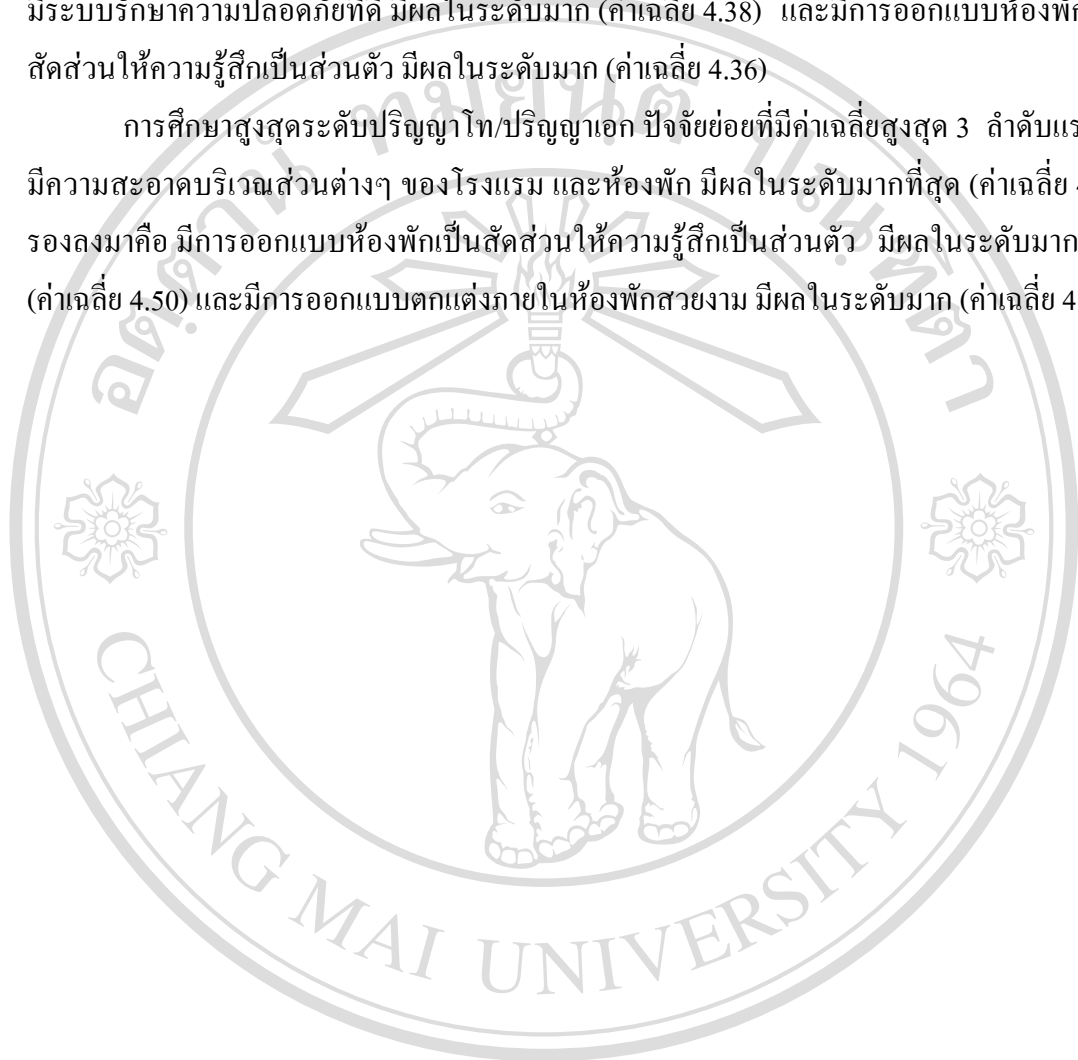 มีระบบรักษาความปลอดภัยที่ดี มีผลในระดับมาก (ค่าเฉลี่ย 4.38) และมีการออกแบบห้องพัก
สัดส่วนให้ความรู้สึกเป็นส่วนตัว มีผลในระดับมาก (ค่าเฉลี่ย 4.36)
การศึกษาสูงสุดระดับปริญญาโท/ปริญญาเอก ปัจจัยย่อยที่มีค่าเฉลี่ยสูงสุด 3 ลำดับแร
มีความสะอาดบริเวณส่วนต่างๆ ของโรงแรม และห้องพัก มีผลในระดับมากที่สุด (ค่าเฉลี่ย
รองลงมาคือ มีการออกแบบห้องพักเป็นสัดส่วนให้ความรู้สึกเป็นส่วนตัว มีผลในระดับมาก
(ค่าเฉลี่ย 4.50) และมีการออกแบบตกแต่งภายในห้องพักสวยงาม มีผลในระดับมาก (ค่าเฉลี่ย 4
อตฺตานํ ทมยนฺติ ปณฺฑิตา
CHIANG MAI UNIVERSITY 1964